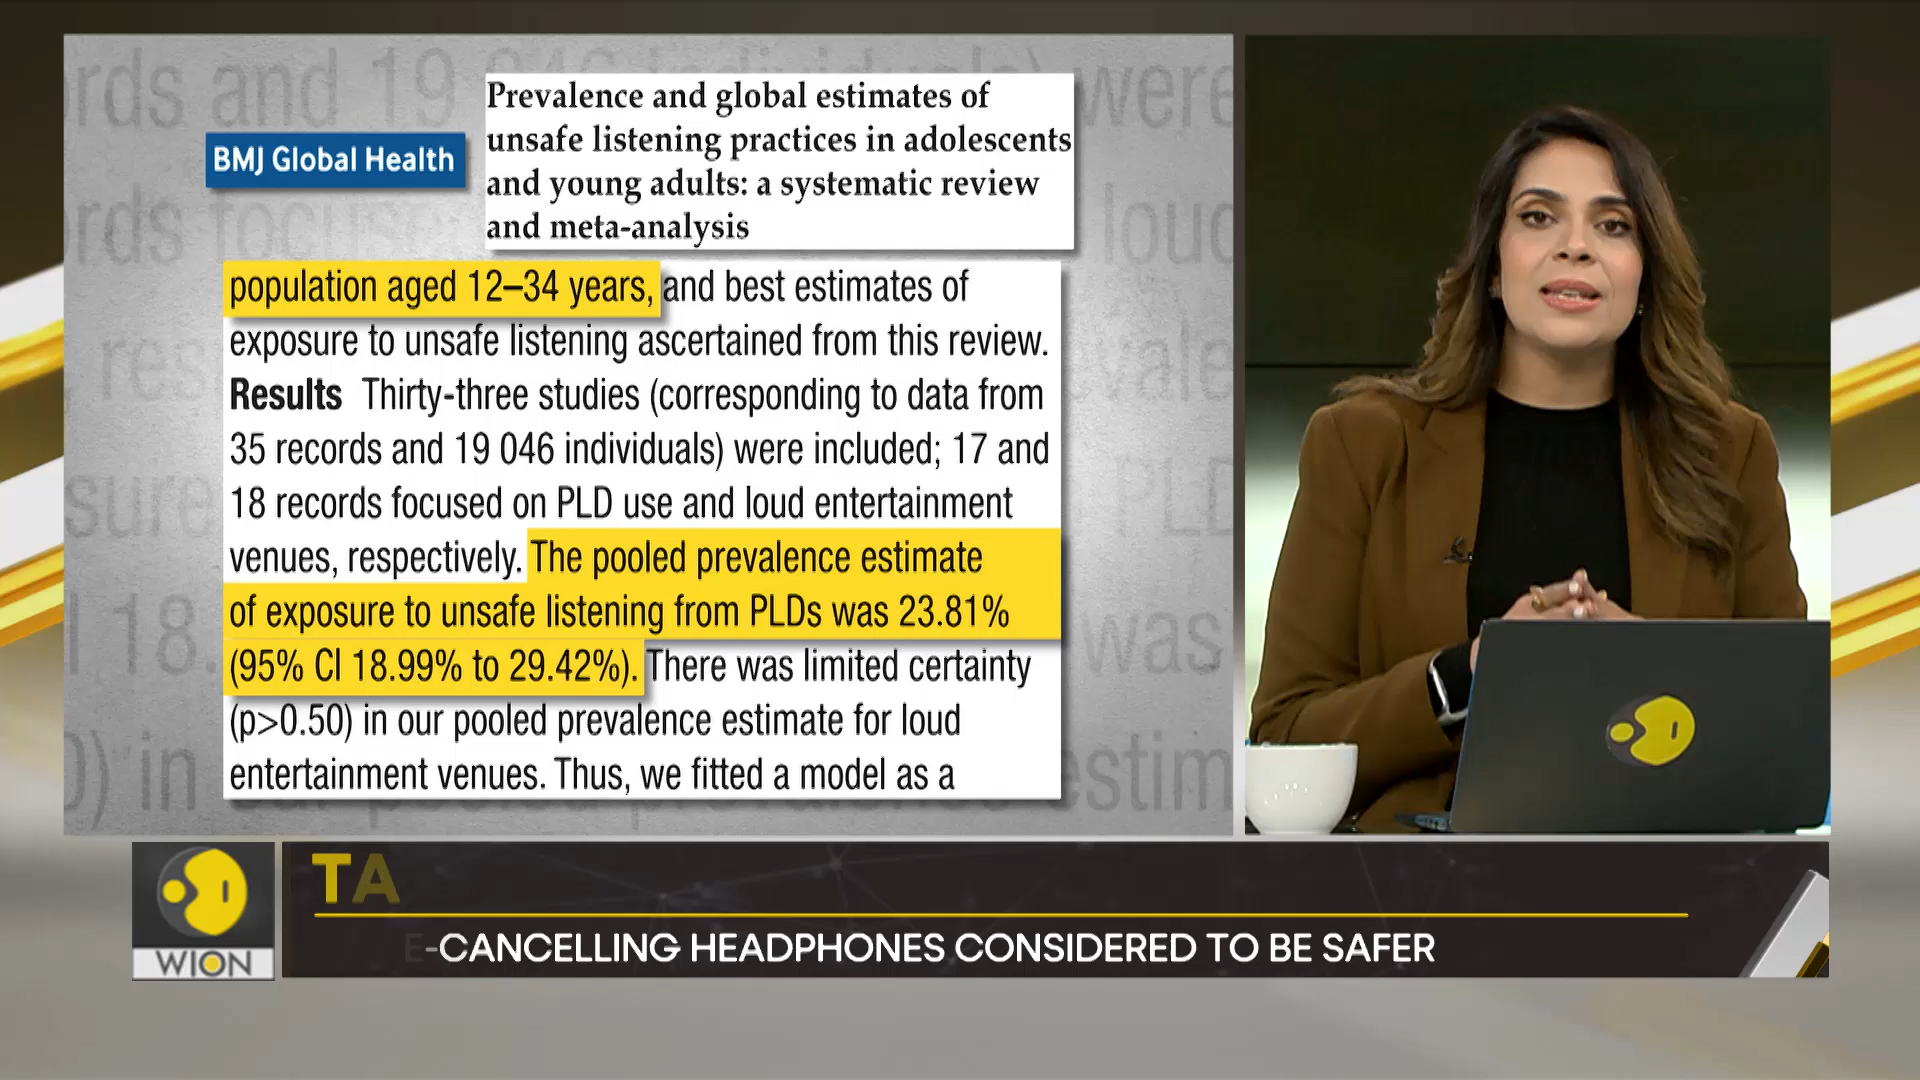 BMJ Global Health
Prevalence and global estimates of
unsafe listening practices in adolescents
and young adults: a systematic review
and meta-analysis
population aged 12–34 years, and best estimates of
exposure to unsafe listening ascertained from this review.
Results Thirty-three studies (corresponding to data from
35 records and 19 046 individuals) were included; 17 and
18 records focused on PLD use and loud entertainment
venues, respectively. The pooled prevalence estimate
of exposure to unsafe listening from PLDs was 23.81%
(95% CI 18.99% to 29.42%). There was limited certainty
(p>0.50) in our pooled prevalence estimate for loud
entertainment venues. Thus, we fitted a model as a
TA
E-CANCELLING HEADPHONES CONSIDERED TO BE SAFER
WION